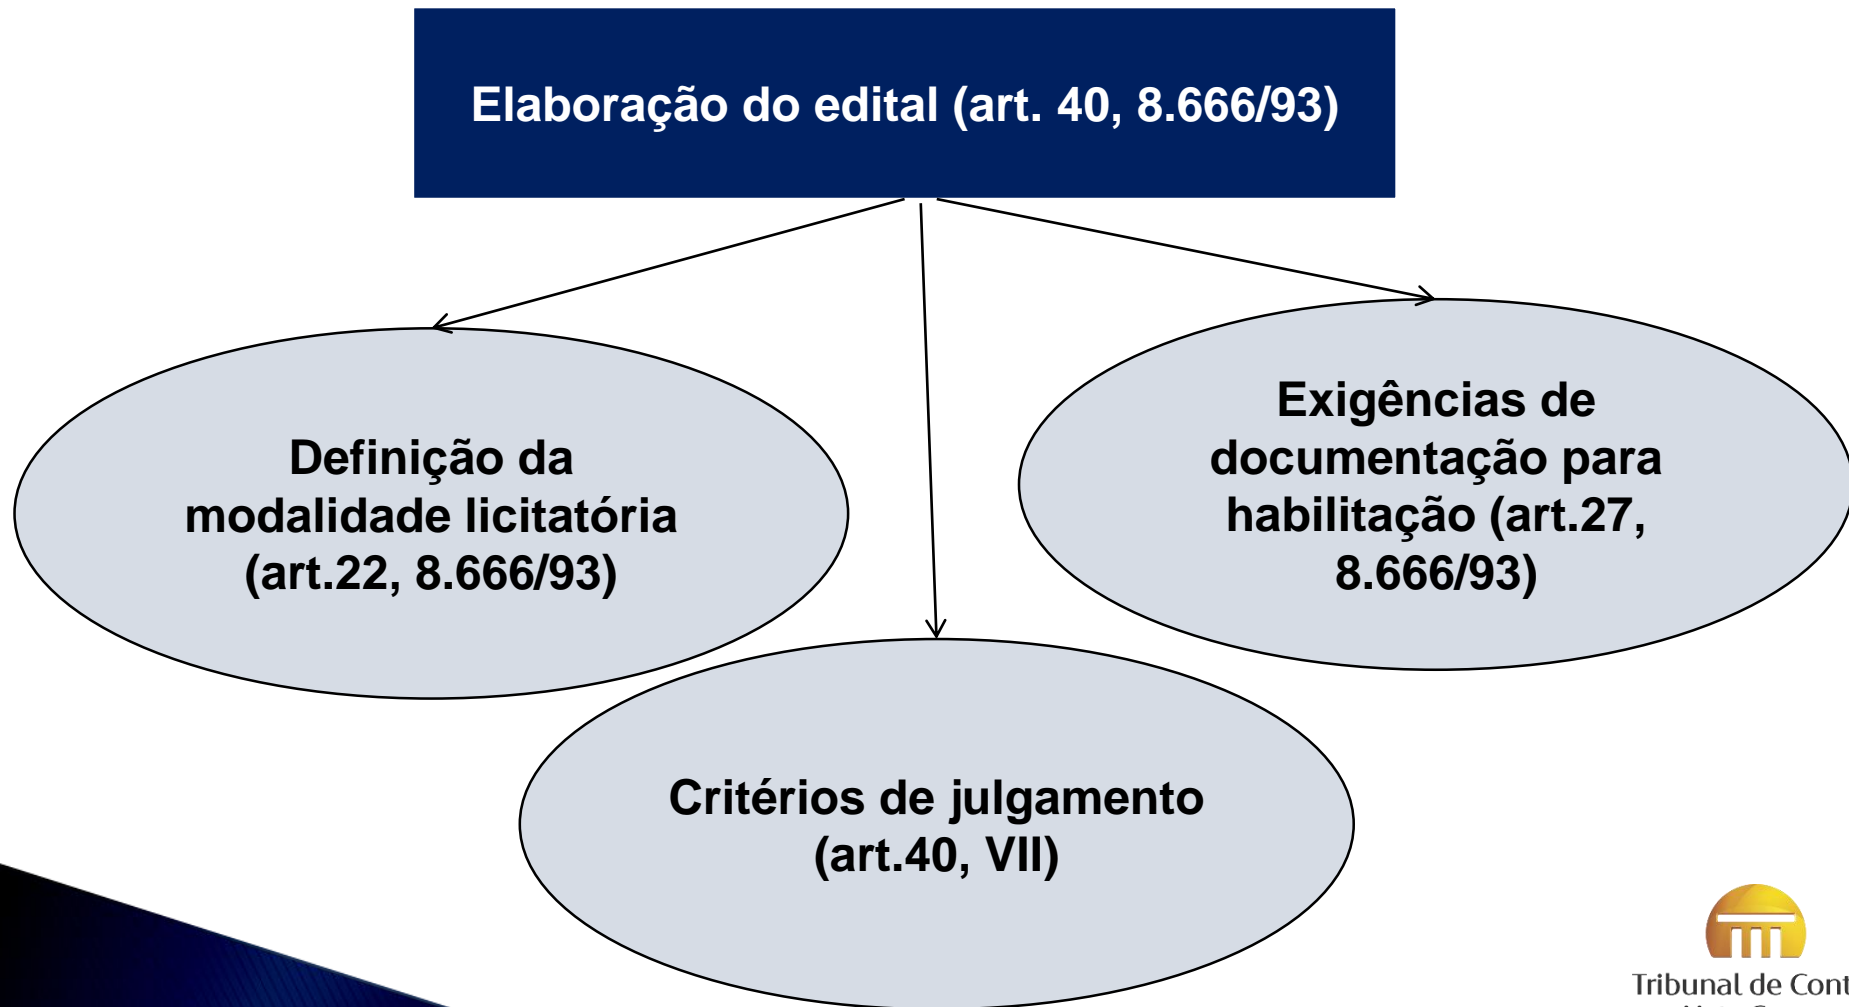 Elaboração do edital (art. 40, 8.666/93)
Definição da
modalidade licitatória
(art.22, 8.666/93)
Exigências de
documentação para
habilitação (art.27,
8.666/93)
Critérios de julgamento
(art.40, VII)
Tribunal de Cont